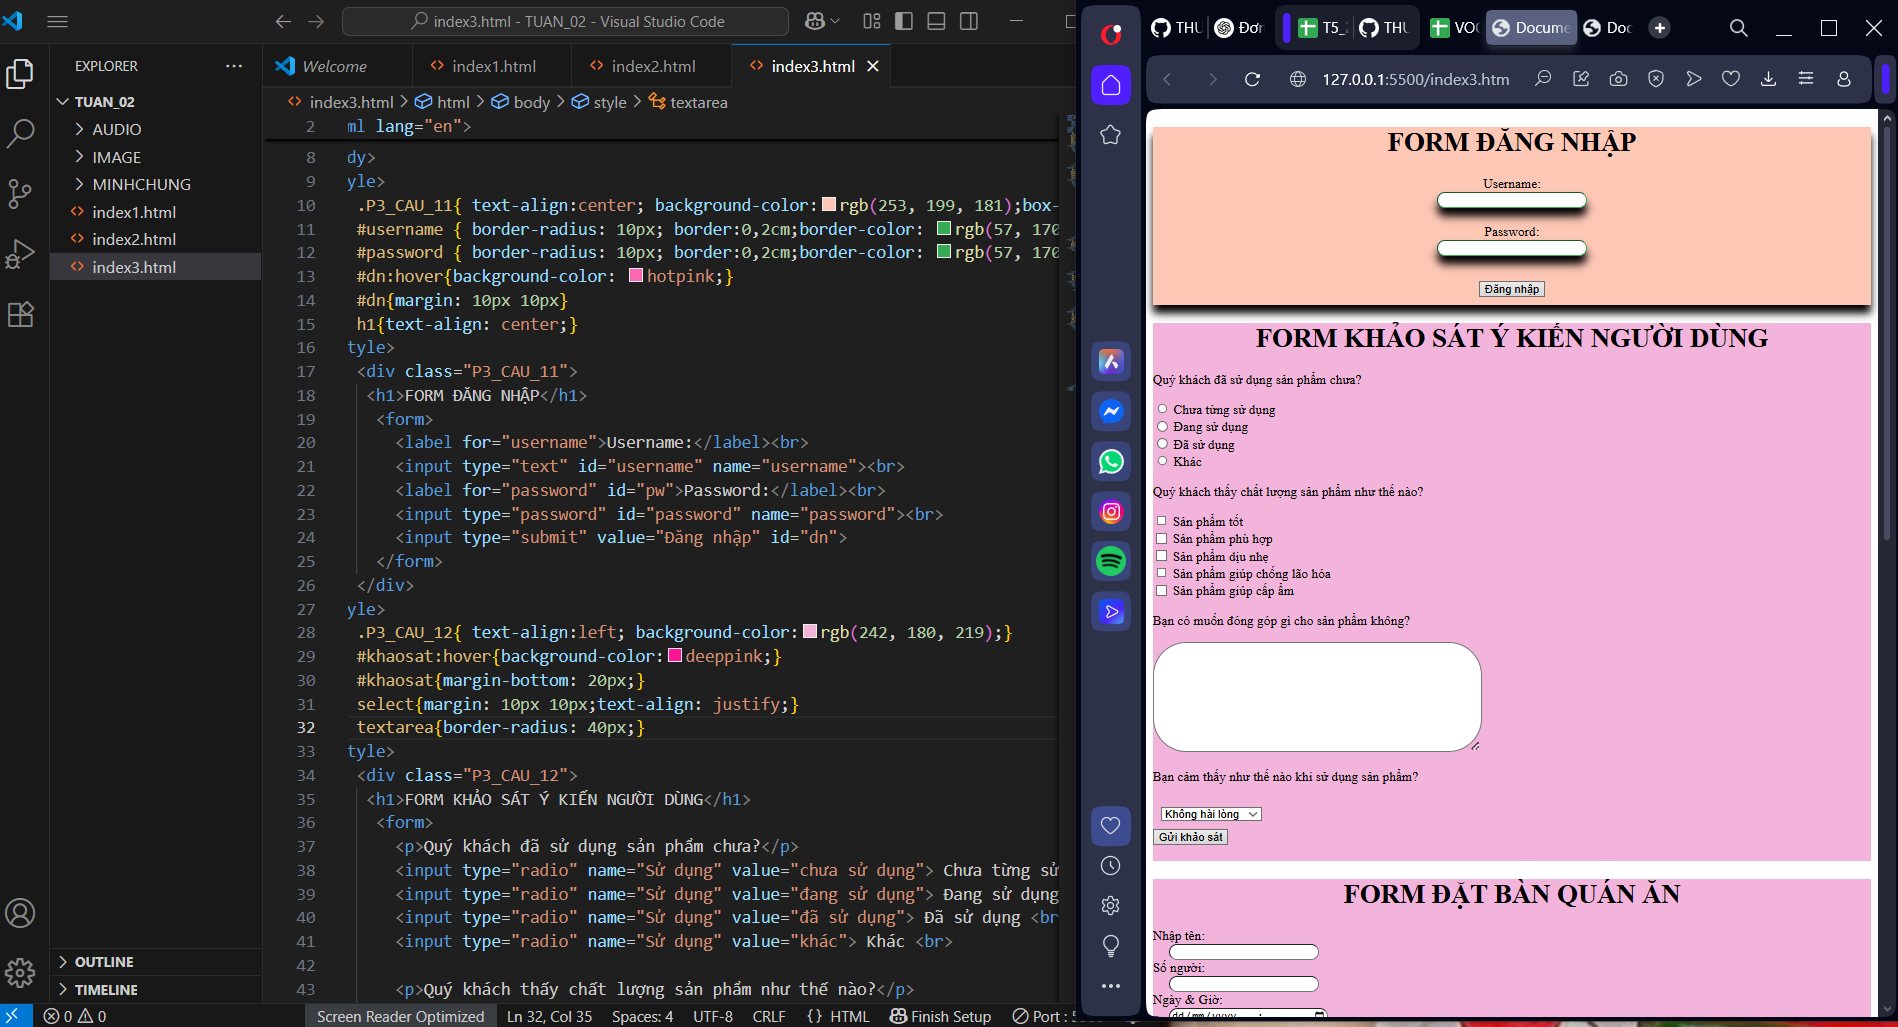 index3.html - TUAN_02 - Visual Studio Code
EXPLORER
TUAN_02
AUDIO
IMAGE
MINHCHUNG
index1.html
index2.html
index3.html
OUTLINE
TIMELINE
Welcome
index1.html
index2.html
index3.html
index3.html > html > body > style > textarea
2 ml lang="en">
8 dy>
9 yle>
10 .P3_CAU_11{ text-align:center; background-color: rgb(253, 199, 181);box-
11 #username { border-radius: 10px; border:0,2cm;border-color: rgb(57, 170
12 #password { border-radius: 10px; border:0,2cm;border-color: rgb(57, 170
13 #dn:hover{background-color: hotpink;}
14 #dn{margin: 10px 10px}
15 h1{text-align: center;}
16 tyle>
17 <div class="P3_CAU_11">
18 <h1>FORM ĐĂNG NHẬP</h1>
19 <form>
20 <label for="username">Username:</label><br>
21 <input type="text" id="username" name="username"><br>
22 <label for="password" id="pw">Password:</label><br>
23 <input type="password" id="password" name="password"><br>
24 <input type="submit" value="Đăng nhập" id="dn">
25 </form>
26 </div>
27 yle>
28 .P3_CAU_12{ text-align:left; background-color: rgb(242, 180, 219);}
29 #khaosat:hover{background-color: deeppink;}
30 #khaosat{margin-bottom: 20px;}
31 select{margin: 10px 10px;text-align: justify;}
32 textarea{border-radius: 40px;}
33 tyle>
34 <div class="P3_CAU_12">
35 <h1>FORM KHẢO SÁT Ý KIẾN NGƯỜI DÙNG</h1>
36 <form>
37 <p>Quý khách đã sử dụng sản phẩm chưa?</p>
38 <input type="radio" name="Sử dụng" value="chưa sử dụng"> Chưa từng sử
39 <input type="radio" name="Sử dụng" value="đang sử dụng"> Đang sử dụng
40 <input type="radio" name="Sử dụng" value="đã sử dụng"> Đã sử dụng <br
41 <input type="radio" name="Sử dụng" value="khác"> Khác <br>
42
43 <p>Quý khách thấy chất lượng sản phẩm như thế nào?</p>
0 0
Screen Reader Optimized
Ln 32, Col 35
Spaces: 4
UTF-8
CRLF
{} HTML
Finish Setup
Port :
THU
Đơn
T5_
THU
VO
Docume
Doc
127.0.0.1:5500/index3.htm
FORM ĐĂNG NHẬP
Username:
Password:
Đăng nhập
FORM KHẢO SÁT Ý KIẾN NGƯỜI DÙNG
Quý khách đã sử dụng sản phẩm chưa?
Chưa từng sử dụng
Đang sử dụng
Đã sử dụng
Khác
Quý khách thấy chất lượng sản phẩm như thế nào?
Sản phẩm tốt
Sản phẩm phù hợp
Sản phẩm dịu nhẹ
Sản phẩm giúp chống lão hóa
Sản phẩm giúp cấp ẩm
Bạn có muốn đóng góp gì cho sản phẩm không?
Bạn cảm thấy như thế nào khi sử dụng sản phẩm?
Không hài lòng
Gửi khảo sát
FORM ĐẶT BÀN QUÁN ĂN
Nhập tên:
Số người:
Ngày & Giờ:
dd/mm/yyyy